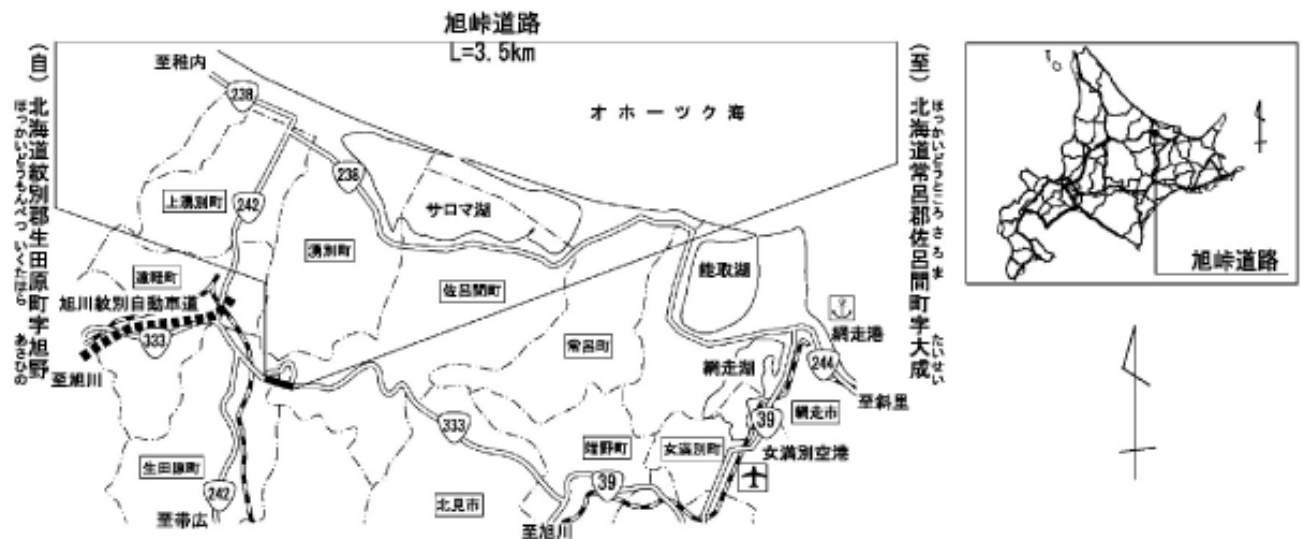 旭峠道路
L=3.5km
(自)北海道紋別郡生田原町字旭野
ほっかいどうもんべつ いくたはら あさひの
(至)北海道常呂郡佐呂間町字大成
ほっかいどうところ さろま たいせい
至稚内
238
オホーツク海
238
上湧別町
242
サロマ湖
湧別町
能取湖
遠軽町
佐呂間町
旭川紋別自動車道
333
常呂町
網走港
網走湖
244
至旭川
至斜里
39
網走市
333
端野町
女満別町
女満別空港
生田原町
242
39
北見市
至帯広
至旭川
旭峠道路